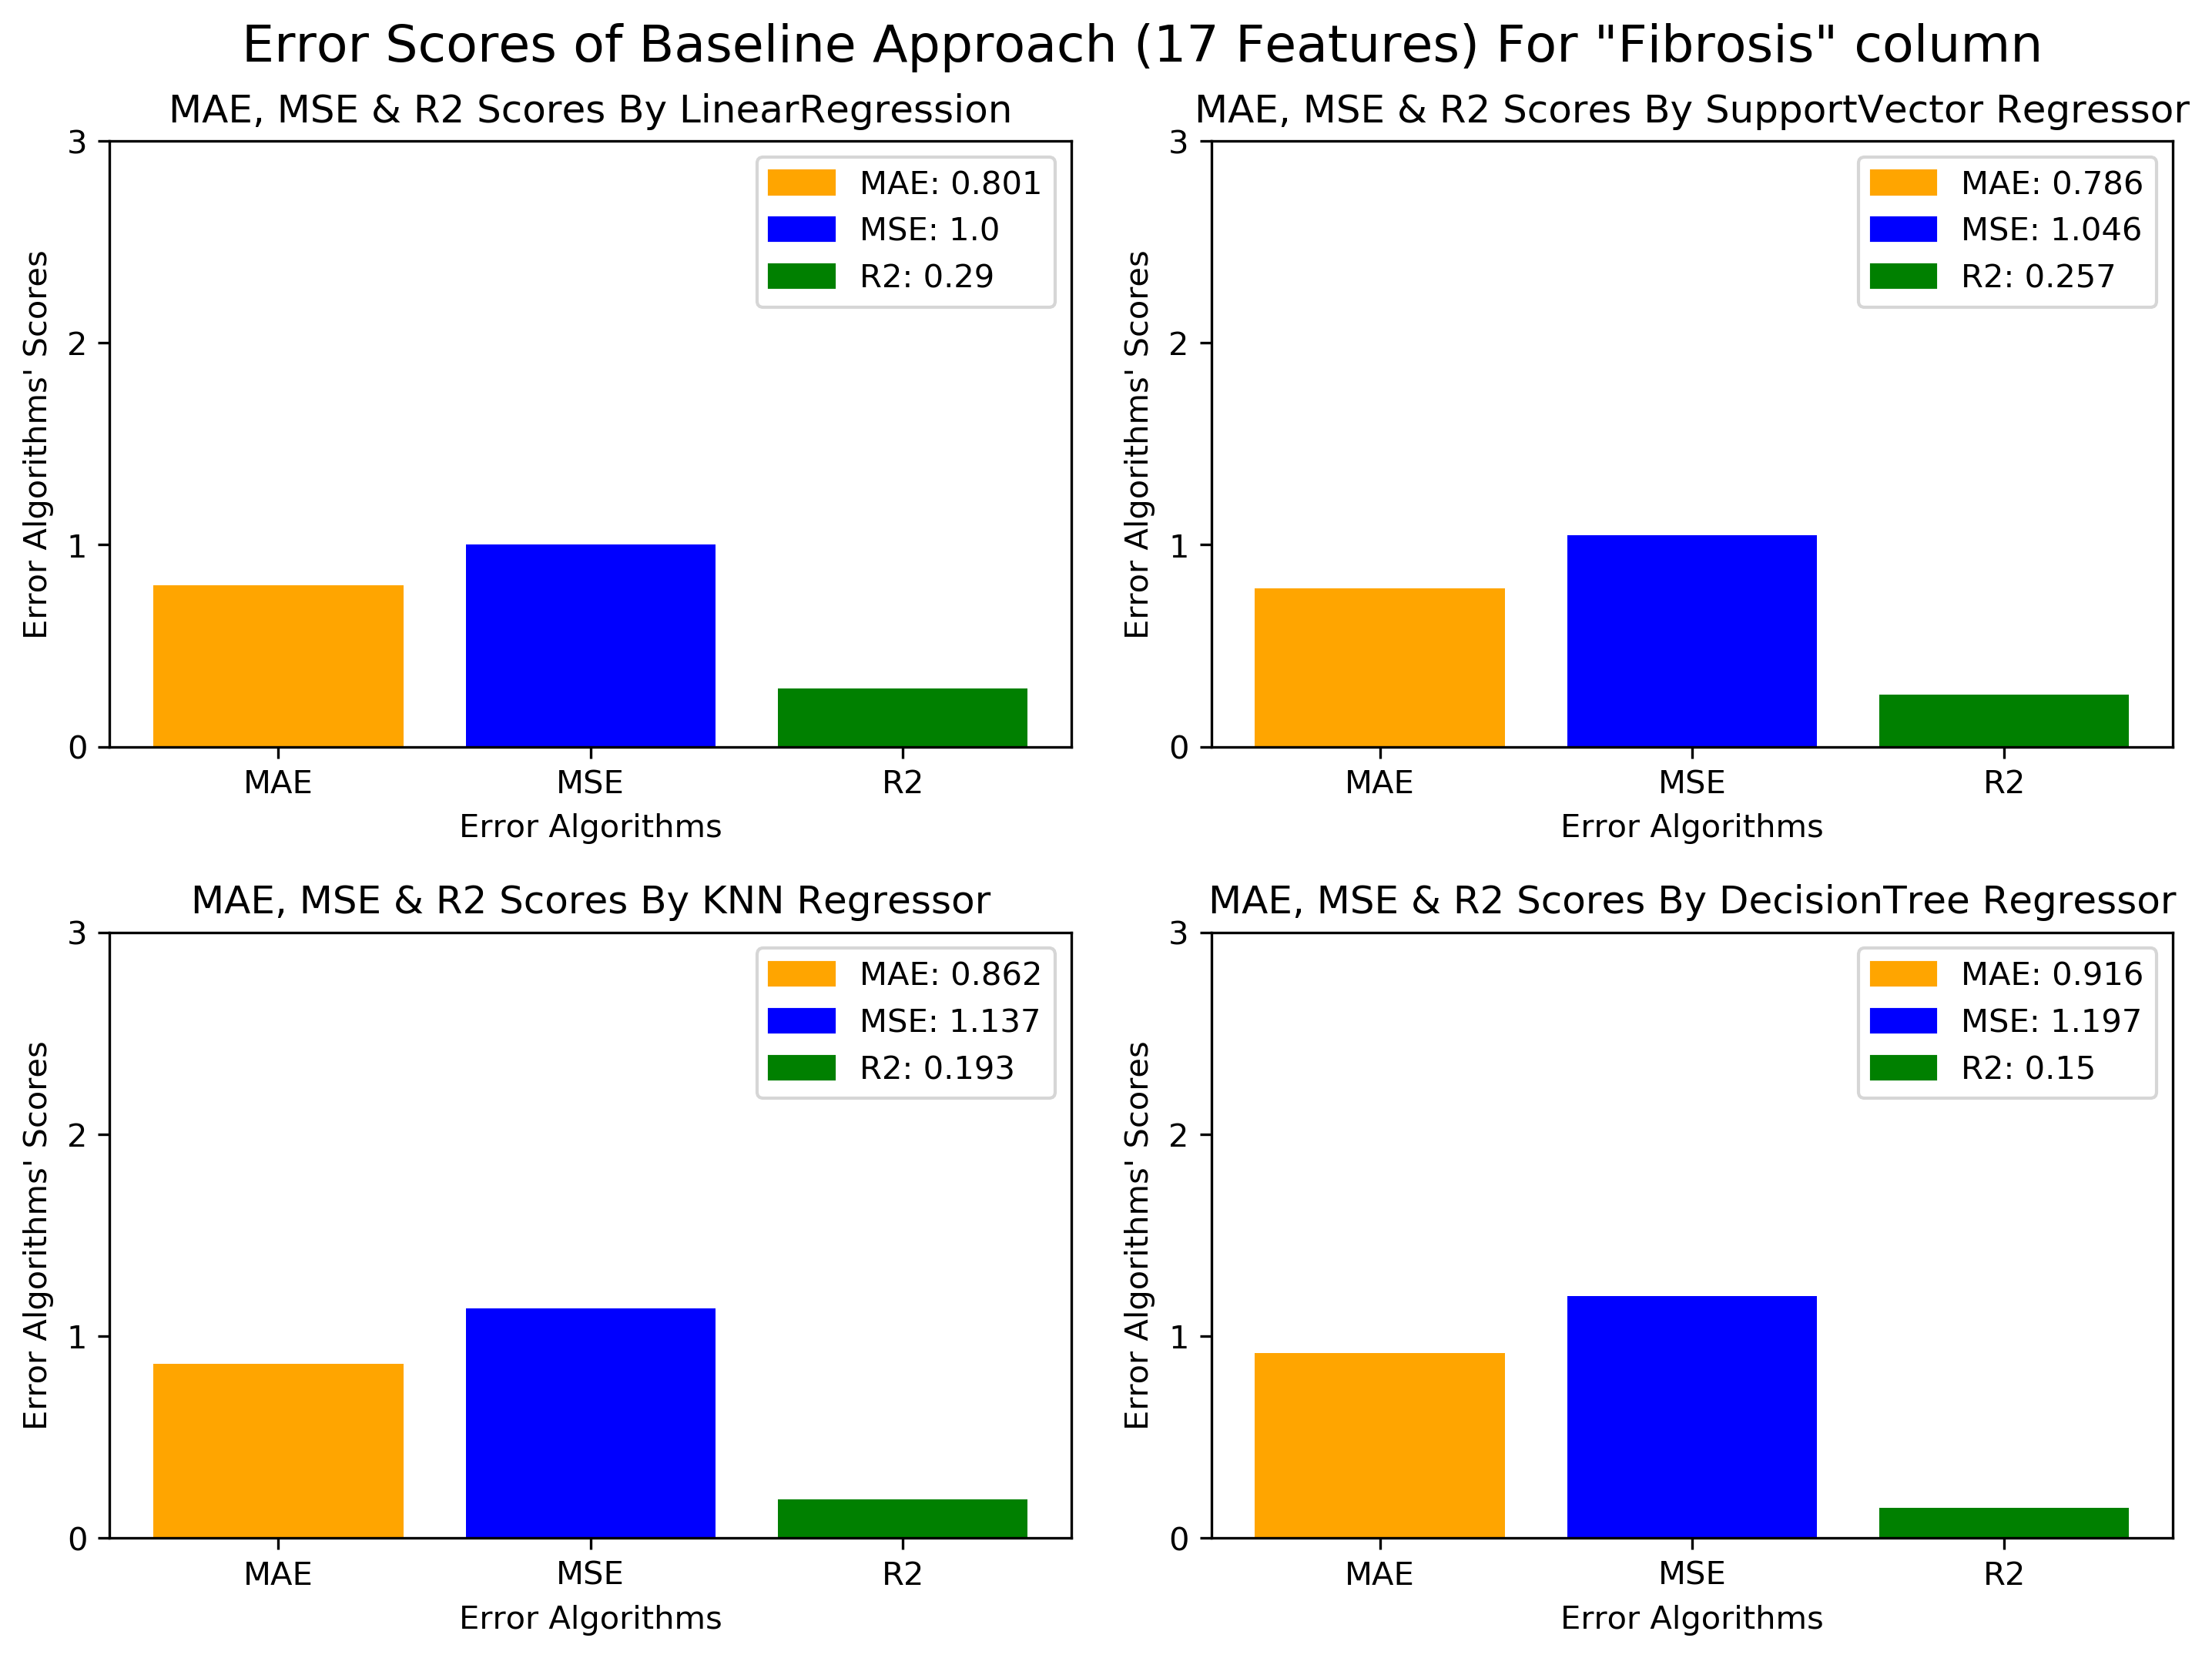 Error Scores of Baseline Approach (17 Features) For "Fibrosis" column
MAE, MSE & R2 Scores By LinearRegression
3
2
1
0
Error Algorithms' Scores
MAE: 0.801
MSE: 1.0
R2: 0.29
MAE MSE R2
Error Algorithms
MAE, MSE & R2 Scores By SupportVector Regressor
3
2
1
0
Error Algorithms' Scores
MAE: 0.786
MSE: 1.046
R2: 0.257
MAE MSE R2
Error Algorithms
MAE, MSE & R2 Scores By KNN Regressor
3
2
1
0
Error Algorithms' Scores
MAE: 0.862
MSE: 1.137
R2: 0.193
MAE MSE R2
Error Algorithms
MAE, MSE & R2 Scores By DecisionTree Regressor
3
2
1
0
Error Algorithms' Scores
MAE: 0.916
MSE: 1.197
R2: 0.15
MAE MSE R2
Error Algorithms